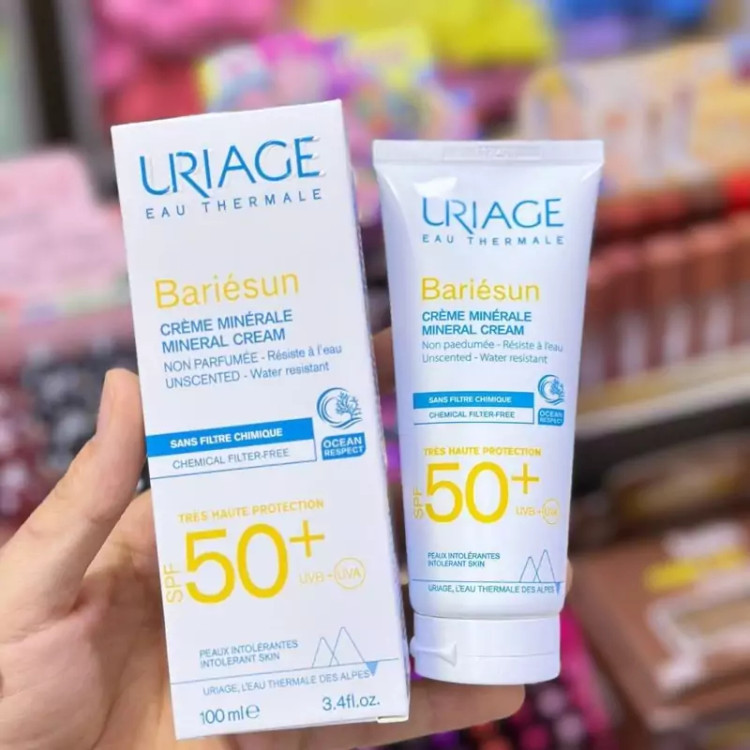 URIAGE
EAU THERMALE
Bariésun
CRÈME MINÉRALE
MINERAL CREAM
NON PARFUMÉE - Résiste à l'eau
UNSCENTED - Water resistant
SANS FILTRE CHIMIQUE
CHEMICAL FILTER-FREE
OCEAN
RESPECT
TRES HAUTE PROTECTION
SPF 50+
UVB - UVA
PEAUX INTOLÉRANTES
INTOLERANT SKIN
URIAGE, L'EAU THERMALE DES ALPES
100 ml e
3.4fl.oz.
URIAGE
EAU THERMALE
Bariésun
CRÈME MINÉRALE
MINERAL CREAM
Non paedumée - Résiste à l'eau
Unscented - Water resistant
SANS FILTRE CHIMIQUE
CHEMICAL FILTER-FREE
OCEAN
RESPECT
TRÈS HAUTE PROTECTION
SPF 50+
UVB - UVA
PEAUX INTOLÉRANTES
INTOLERANT SKIN
URIAGE, L'EAU THERMALE DES ALPES